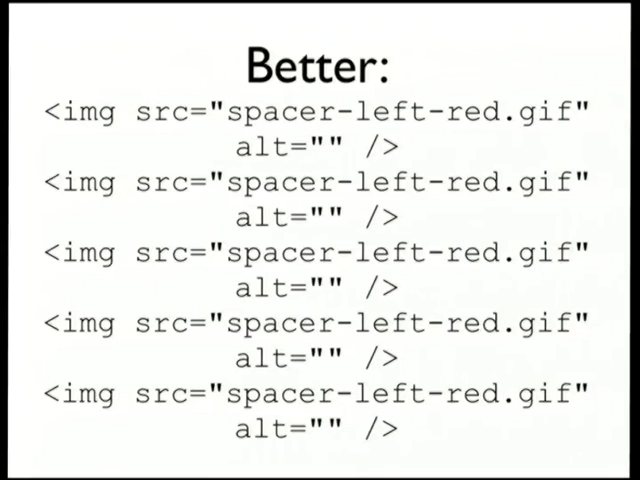 Better:
<img src="spacer-left-red.gif"
alt="" />
<img src="spacer-left-red.gif"
alt="" />
<img src="spacer-left-red.gif"
alt="" />
<img src="spacer-left-red.gif"
alt="" />
<img src="spacer-left-red.gif"
alt="" />